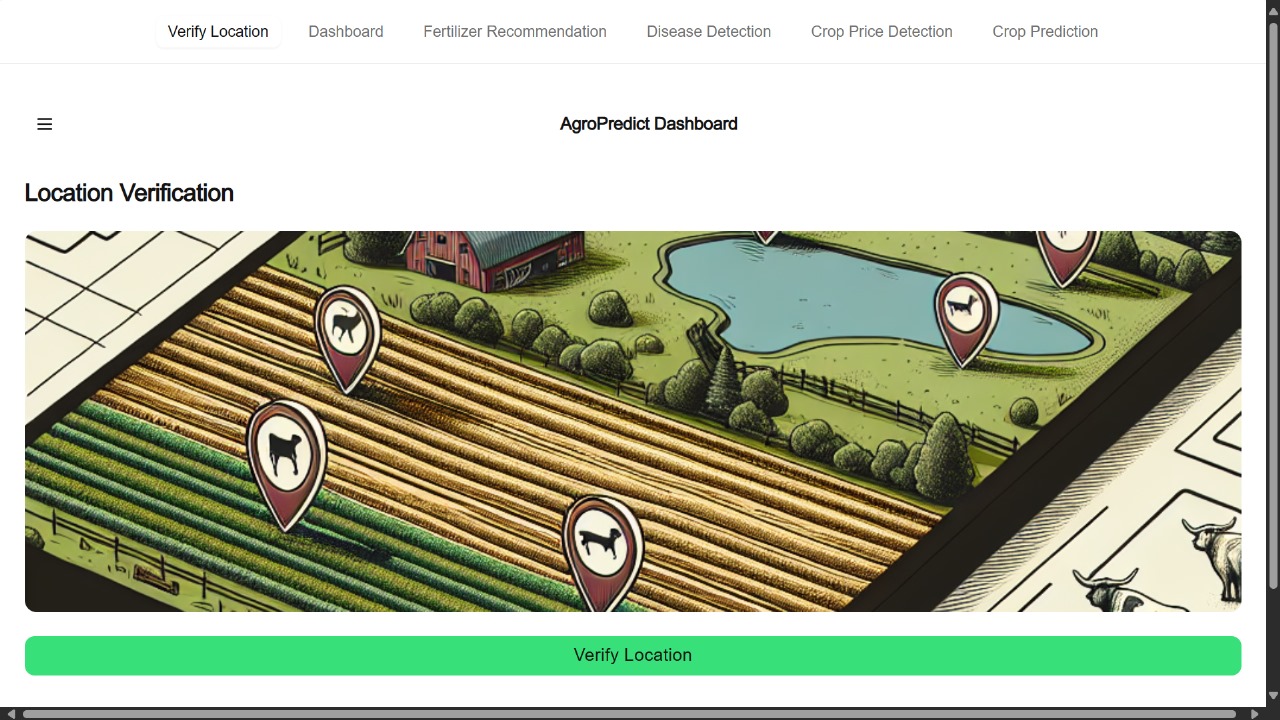 Verify Location Dashboard Fertilizer Recommendation Disease Detection Crop Price Detection Crop Prediction
AgroPredict Dashboard
Location Verification
Verify Location